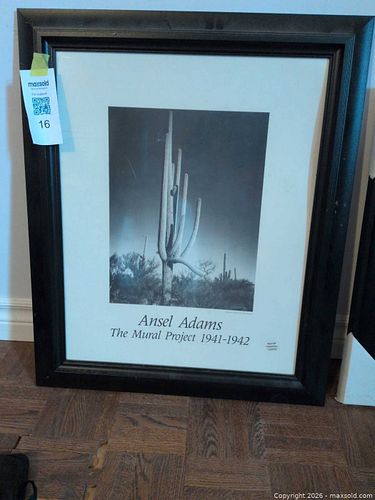 maxsold
16
Ansel Adams
The Mural Project 1941-1942
Copyright 2026 - maxsold.com